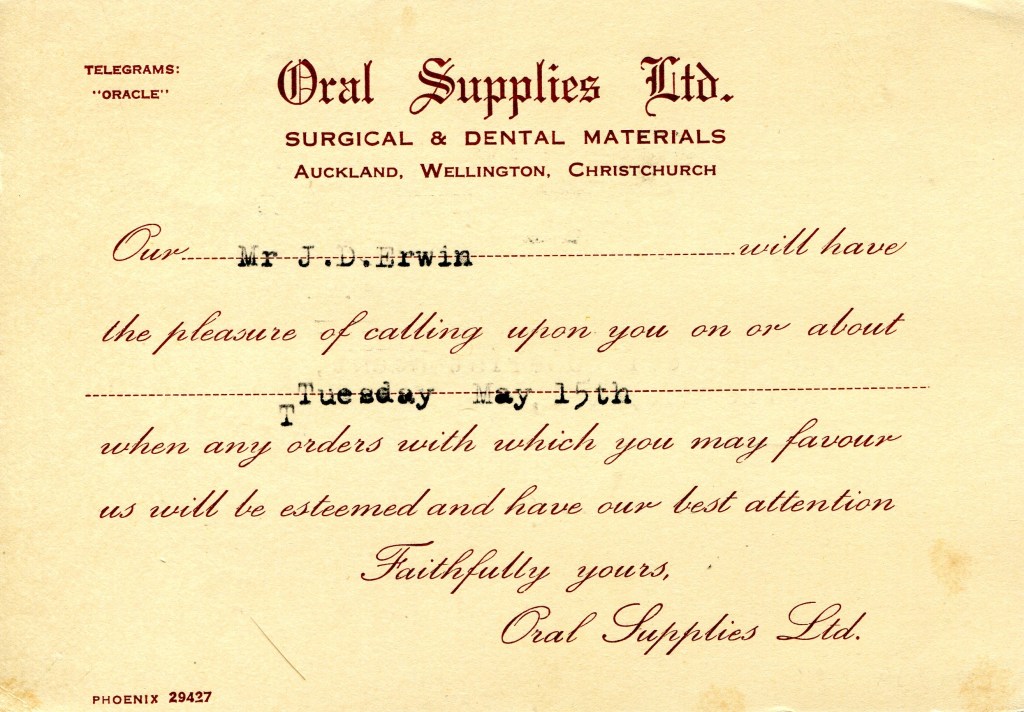 TELEGRAMS:
"ORACLE"
Oral Supplies Ltd.
SURGICAL & DENTAL MATERIALS
AUCKLAND, WELLINGTON, CHRISTCHURCH
Our Mr J.D.Erwin will have
the pleasure of calling upon you on or about
Tuesday May 15th
T
when any orders with which you may favour
us will be esteemed and have our best attention
Faithfully yours,
Oral Supplies Ltd.
PHOENIX 29427